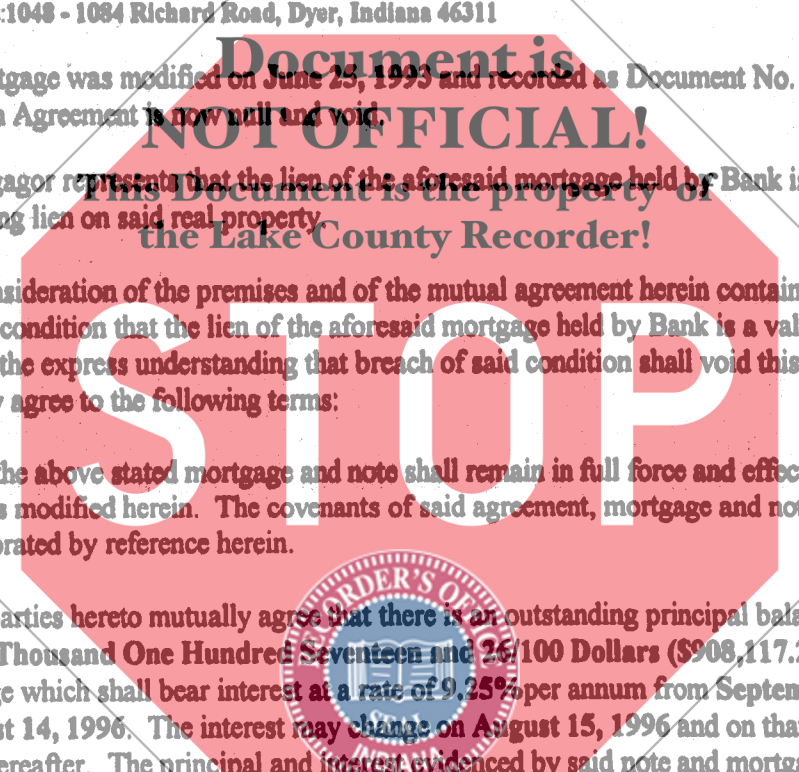 :1048 - 1084 Richard Road, Dyer, Indiana 46311
Document is
tgage was modified on June 25, 1993 and recorded as Document No.
NOT OFFICIAL!
Agreement is now null and void.
This Document is the property of
gagor represents that the lien of the aforesaid mortgage held by Bank is
the Lake County Recorder!
ng lien on said real property.
nsideration of the premises and of the mutual agreement herein contain
condition that the lien of the aforesaid mortgage held by Bank is a val
the express understanding that breach of said condition shall void this
y agree to the following terms:
STOP
he above stated mortgage and note shall remain in full force and effec
s modified herein. The covenants of said agreement, mortgage and not
orated by reference herein.
RECORDER'S OFFICE
arties hereto mutually agree that there is an outstanding principal bala
Thousand One Hundred Seventeen and 26/100 Dollars ($908,117.2
e which shall bear interest at a rate of 9.25% per annum from Septem
st 14, 1996. The interest may change on August 15, 1996 and on tha
INDIANA
ereafter. The principal and interest evidenced by said note and mortga